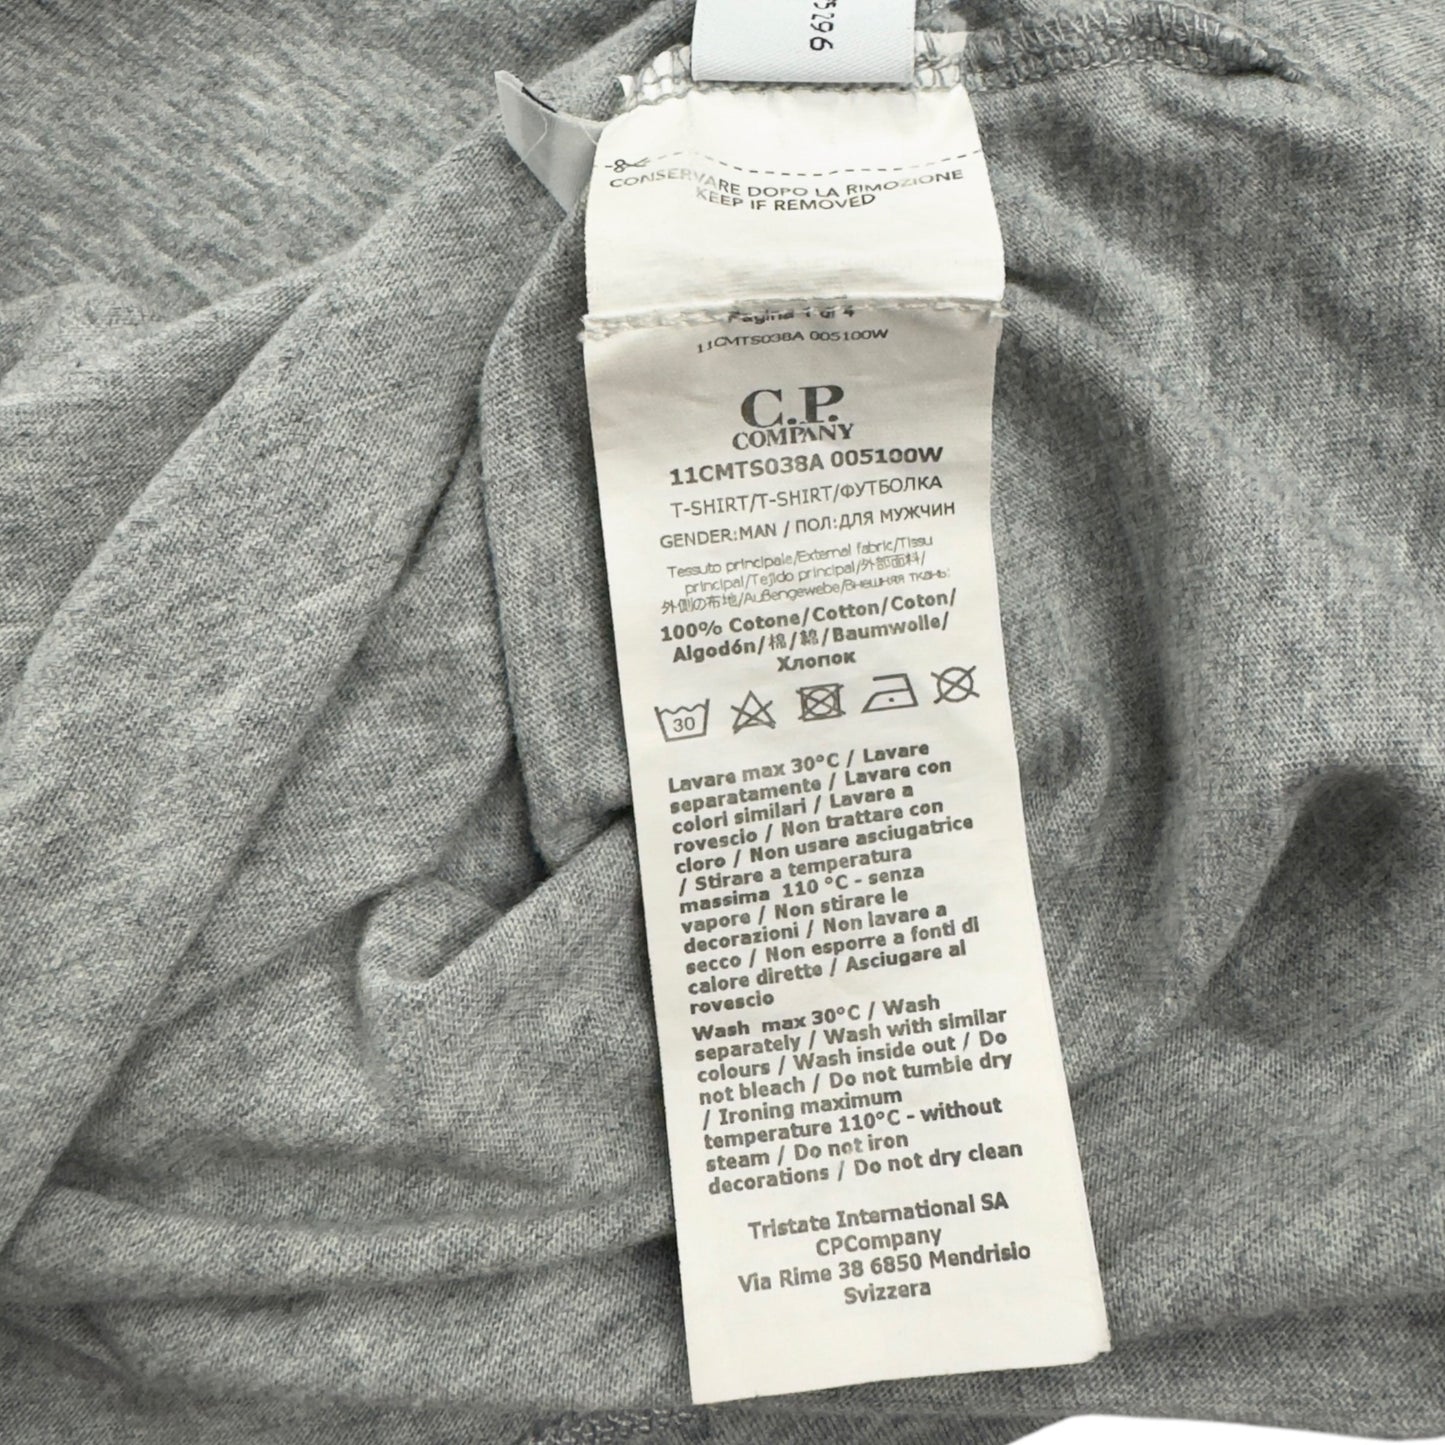 5296
CONSERVARE DOPO LA RIMOZIONE
KEEP IF REMOVED
Pagina 1 di 4
11CMTS038A 005100W
C.P.
COMPANY
11CMTS038A 005100W
T-SHIRT/T-SHIRT/ФУТБОЛКА
GENDER:MAN / ПОЛ:ДЛЯ МУЖЧИН
Tessuto principale/External fabric/Tissu
principal/Tejido principal/外部面料/
外側の布地/Außengewebe/Внешняя ткань:
100% Cotone/Cotton/Coton/
Algodón/棉/綿/Baumwolle/
Хлопок
30
Lavare max 30°C / Lavare
separatamente / Lavare con
colori similari / Lavare a
rovescio / Non trattare con
cloro / Non usare asciugatrice
/ Stirare a temperatura
massima 110 °C - senza
vapore / Non stirare le
decorazioni / Non lavare a
secco / Non esporre a fonti di
calore dirette / Asciugare al
rovescio
Wash max 30°C / Wash
separately / Wash with similar
colours / Wash inside out / Do
not bleach / Do not tumble dry
/ Ironing maximum
temperature 110°C - without
steam / Do not iron
decorations / Do not dry clean
Tristate International SA
CPCompany
Via Rime 38 6850 Mendrisio
Svizzera